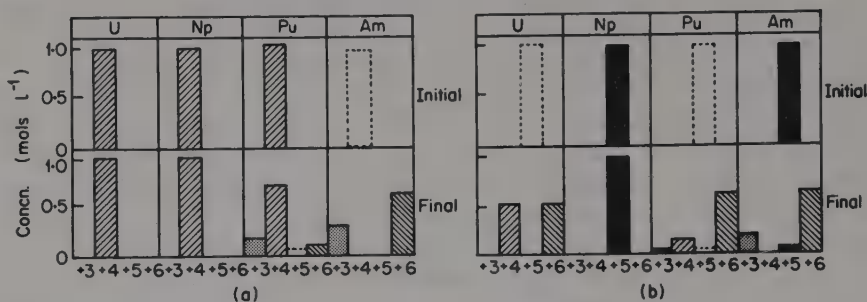 U Np Pu Am
1·0
0·5
0
Initial
1·0
0·5
0
Final
Concn. (mols l⁻¹)
+3+4+5+6+3+4+5+6+3+4+5+6+3+4+5+6
(a)
U Np Pu Am
Initial
Final
+3+4+5+6+3+4+5+6+3+4+5+6+3+4+5+6
(b)